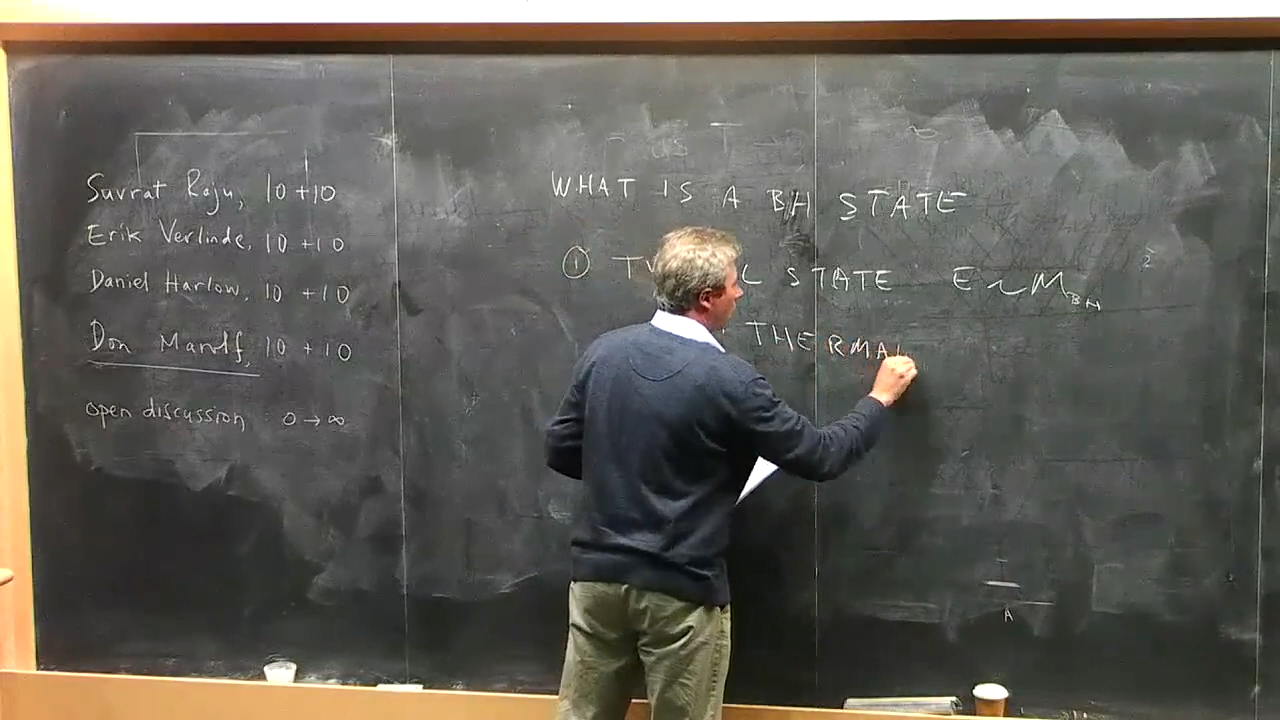 Suvrat Raju, 10 + 10
Erik Verlinde, 10 + 10
Daniel Harlow, 10 + 10
Don Marolf, 10 + 10
open discussion : 0 → ∞
WHAT IS A BH STATE
① STATE E ~ M_BH
THERMAL
A